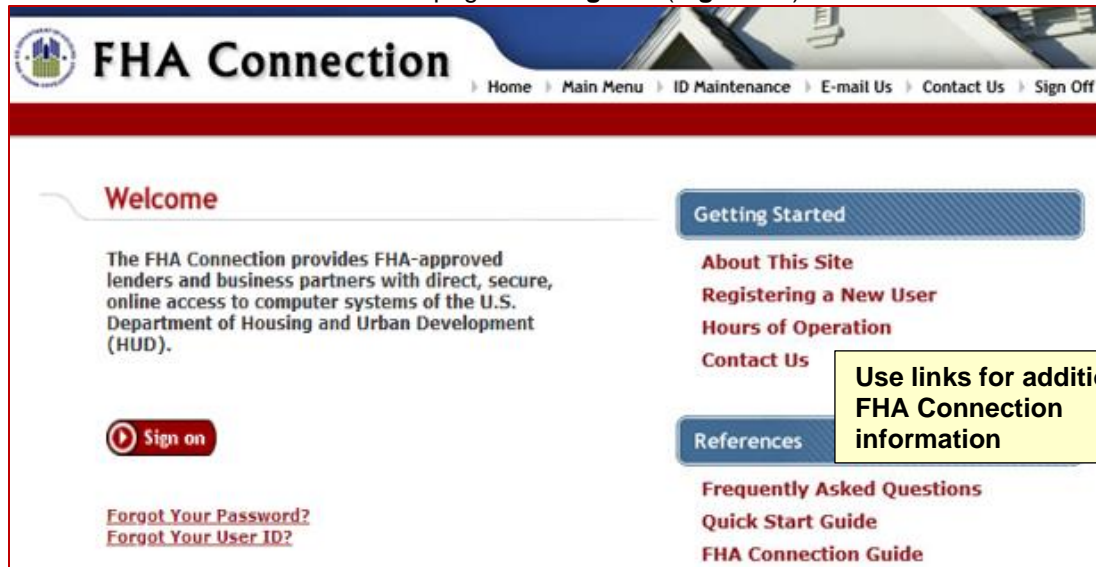 FHA Connection
Home Main Menu ID Maintenance E-mail Us Contact Us Sign Off
Welcome
The FHA Connection provides FHA-approved
lenders and business partners with direct, secure,
online access to computer systems of the U.S.
Department of Housing and Urban Development
(HUD).
Sign on
Forgot Your Password?
Forgot Your User ID?
Getting Started
About This Site
Registering a New User
Hours of Operation
Contact Us
Use links for
FHA Connection
information
References
Frequently Asked Questions
Quick Start Guide
FHA Connection Guide